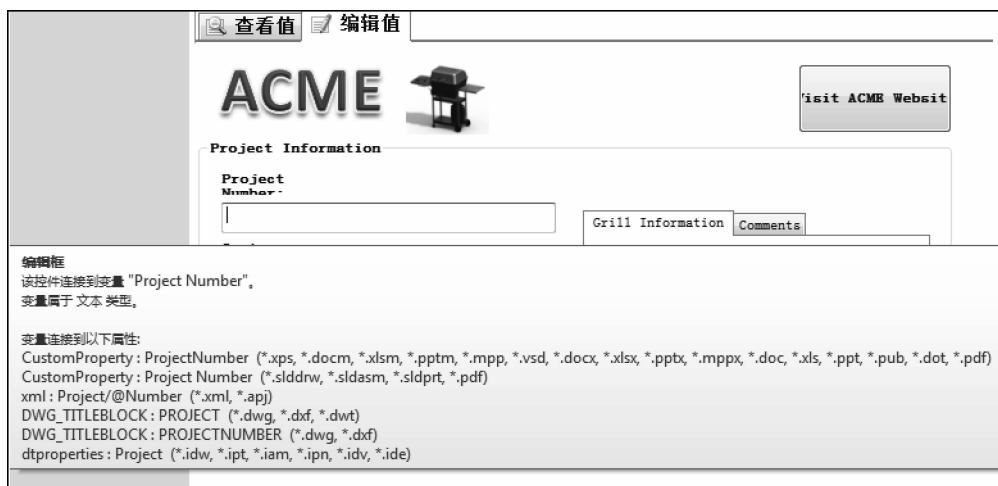 查看值 编辑值
ACME
Visit ACME Websit
Project Information
Project
Number:
Grill Information Comments
编辑框
该控件连接到变量 "Project Number"。
变量属于 文本 类型。
变量连接到以下属性:
CustomProperty : ProjectNumber (*.xps, *.docm, *.xlsm, *.pptm, *.mpp, *.vsd, *.docx, *.xlsx, *.pptx, *.mppx, *.doc, *.xls, *.ppt, *.pub, *.dot, *.pdf)
CustomProperty : Project Number (*.slddrw, *.sldasm, *.sldprt, *.pdf)
xml : Project/@Number (*.xml, *.apj)
DWG_TITLEBLOCK : PROJECT (*.dwg, *.dxf, *.dwt)
DWG_TITLEBLOCK : PROJECTNUMBER (*.dwg, *.dxf)
dtproperties : Project (*.idw, *.ipt, *.iam, *.ipn, *.idv, *.ide)